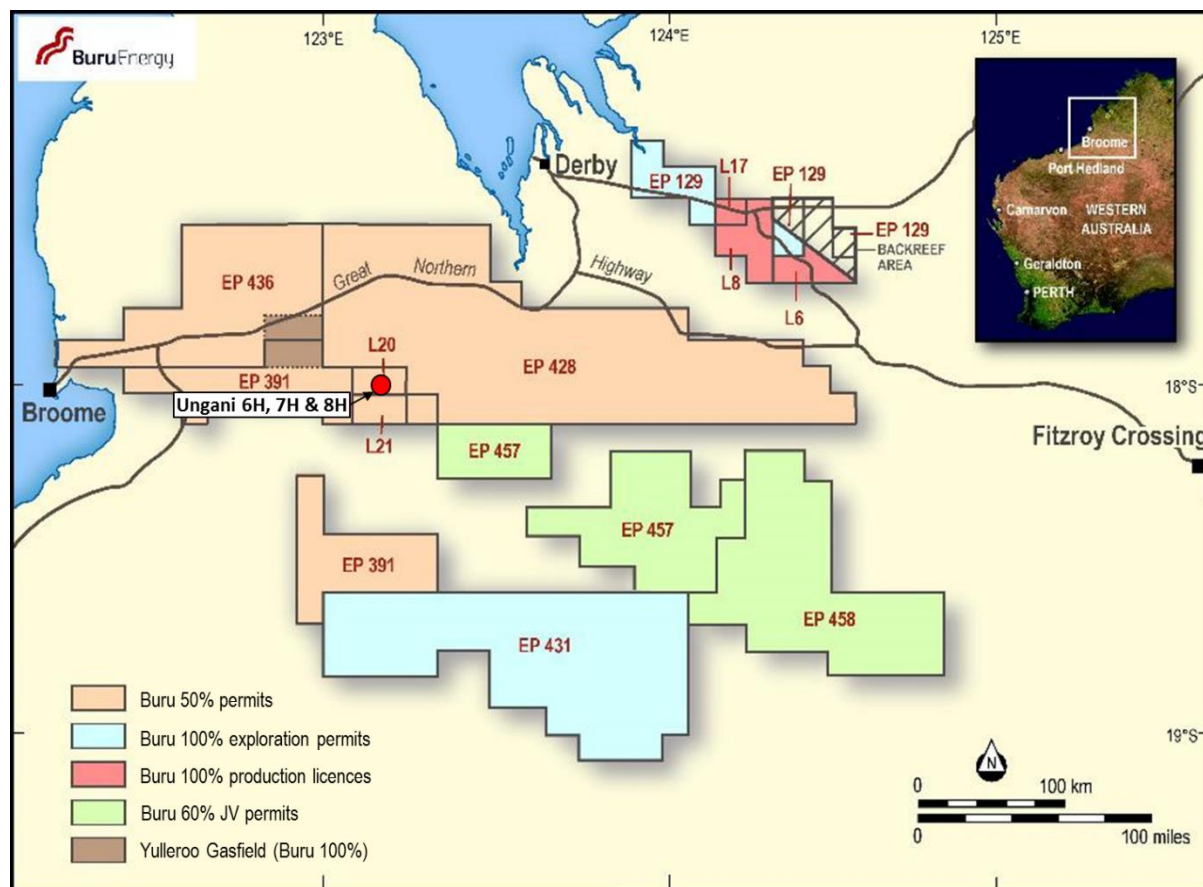 BuruEnergy
123°E
124°E
125°E
Derby
EP 129
L17
EP 129
EP 129
BACKREEF
AREA
L8
L6
Broome
Port Hedland
Carnarvon
WESTERN
AUSTRALIA
Geraldton
PERTH
EP 436
Great
Northern
Highway
L20
EP 391
EP 428
18°S
Broome
Ungani 6H, 7H & 8H
L21
EP 457
Fitzroy Crossing
EP 457
EP 391
EP 458
EP 431
Buru 50% permits
Buru 100% exploration permits
Buru 100% production licences
Buru 60% JV permits
Yulleroo Gasfield (Buru 100%)
19°S
N
0 100 km
0 100 miles